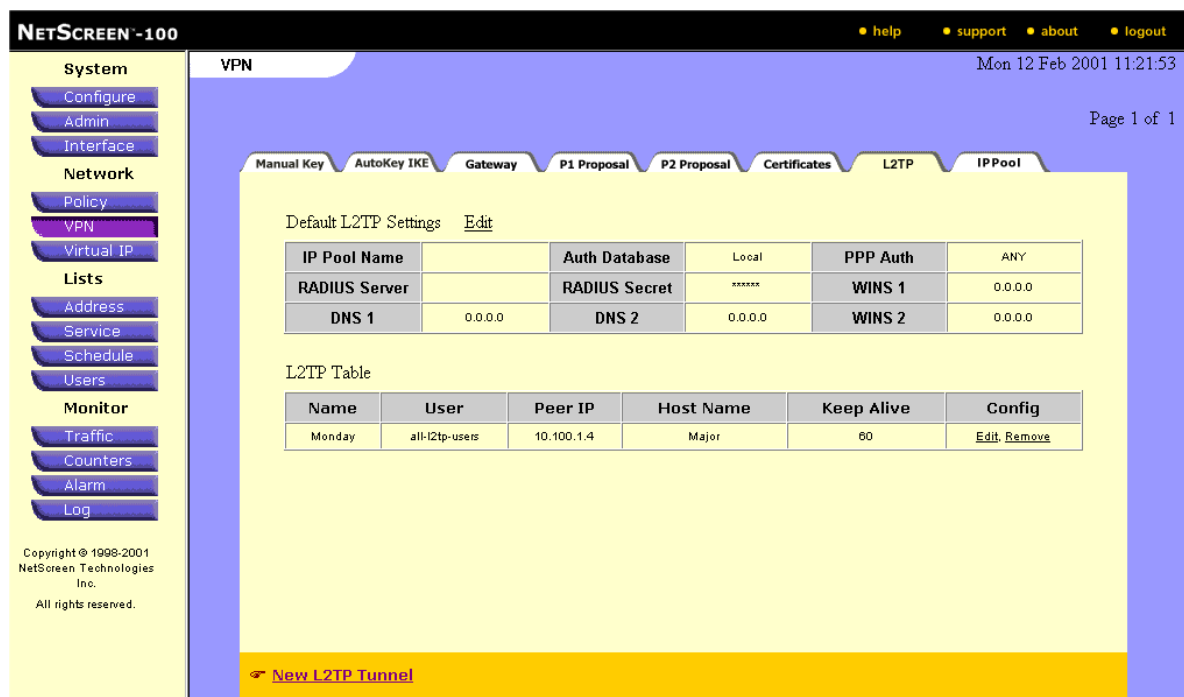 NETSCREEN™-100
help support about logout
System
Configure
Admin
Interface
Network
Policy
VPN
Virtual IP
Lists
Address
Service
Schedule
Users
Monitor
Traffic
Counters
Alarm
Log
Copyright © 1998-2001
NetScreen Technologies
Inc.
All rights reserved.
VPN
Mon 12 Feb 2001 11:21:53
Page 1 of 1
Manual Key AutoKey IKE Gateway P1 Proposal P2 Proposal Certificates L2TP IP Pool
Default L2TP Settings Edit
IP Pool Name Auth Database Local PPP Auth ANY
RADIUS Server RADIUS Secret ****** WINS 1 0.0.0.0
DNS 1 0.0.0.0 DNS 2 0.0.0.0 WINS 2 0.0.0.0
L2TP Table
Name User Peer IP Host Name Keep Alive Config
Monday all-l2tp-users 10.100.1.4 Major 60 Edit, Remove
New L2TP Tunnel